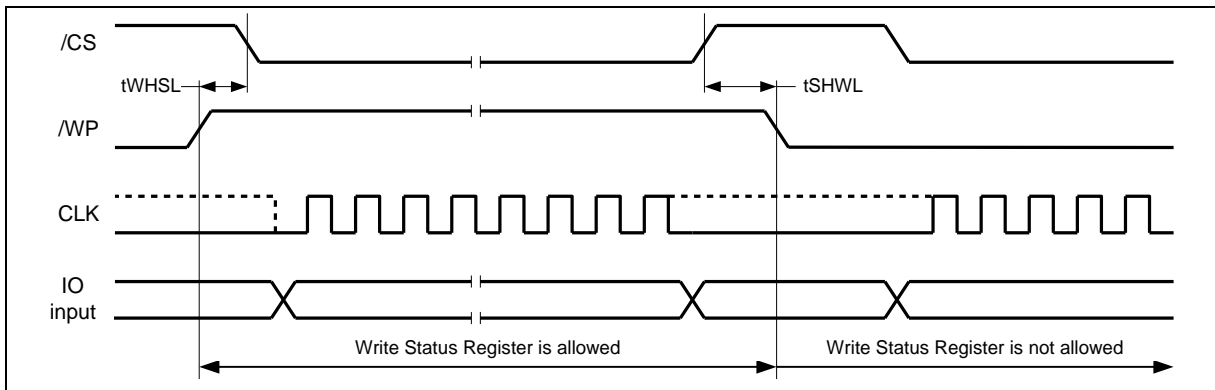 /CS
tWHSL
tSHWL
/WP
CLK
IO
input
Write Status Register is allowed
Write Status Register is not allowed